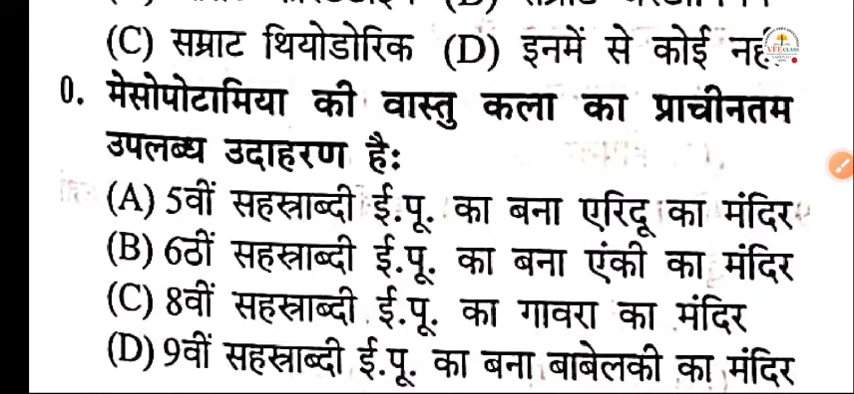 (C) सम्राट थियोडोरिक (D) इनमें से कोई
0. मेसोपोटामिया की वास्तु कला का प्राचीनतम
उपलब्ध उदाहरण है:
(A) 5वीं सहस्राब्दी ई.पू. का बना एरिदू का मंदिर
(B) 6ठीं सहस्राब्दी ई.पू. का बना एंकी का मंदिर
(C) 8वीं सहस्राब्दी ई.पू. का गावरा का मंदिर
(D) 9वीं सहस्राब्दी ई.पू. का बना बाबेलकी का मंदिर